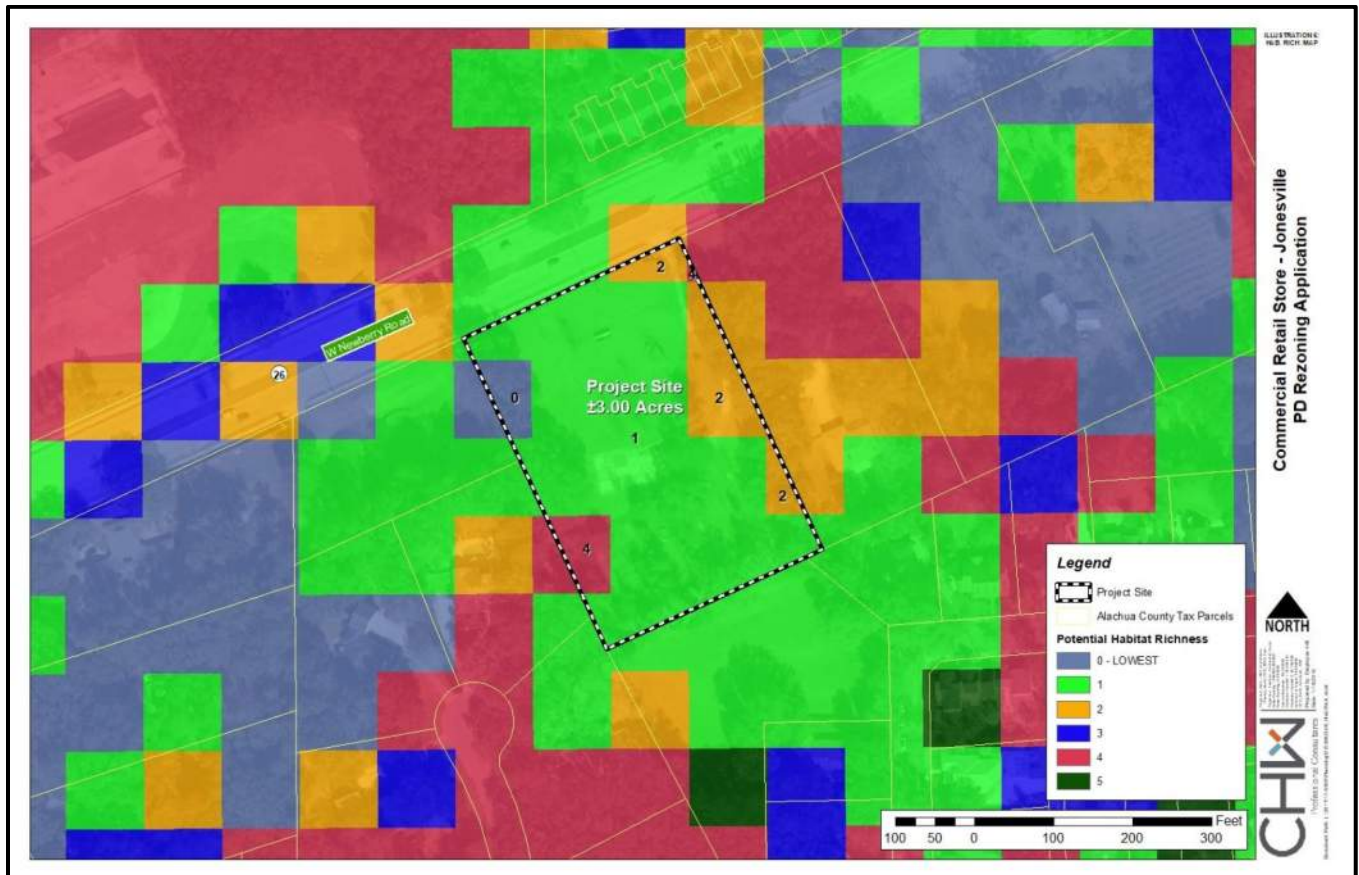 ILLUSTRATION 6:
HAB. RICH. MAP
Commercial Retail Store - Jonesville
PD Rezoning Application
W Newberry Road
26
2
4
0
Project Site
±3.00 Acres
2
1
2
4
Legend
Project Site
Alachua County Tax Parcels
Potential Habitat Richness
0 - LOWEST
1
2
3
4
5
NORTH
100 50 0 100 200 300 Feet
CHW
Professional Consultants